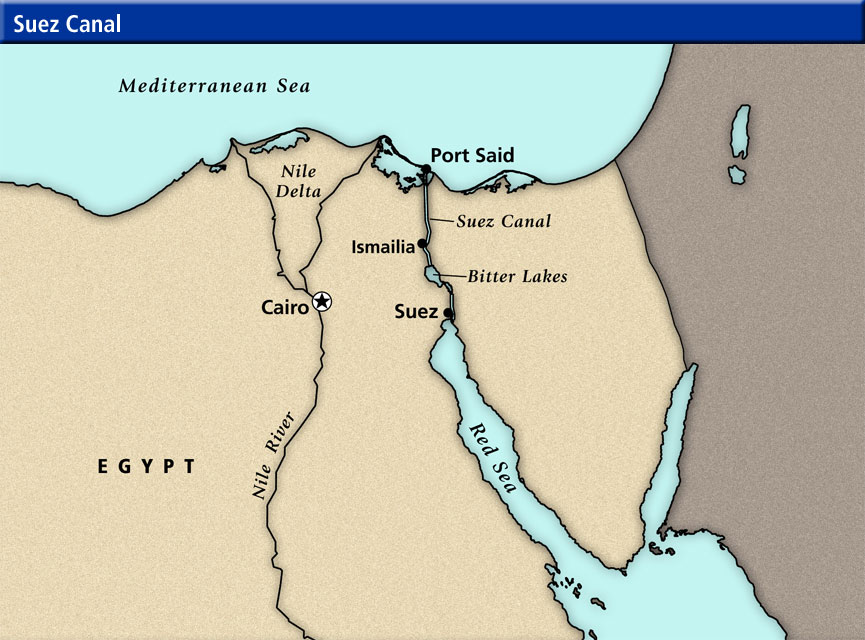 Suez Canal
Mediterranean Sea
Port Said
Nile
Delta
Suez Canal
Ismailia
Bitter Lakes
Cairo
Suez
Nile River
Red Sea
EGYPT